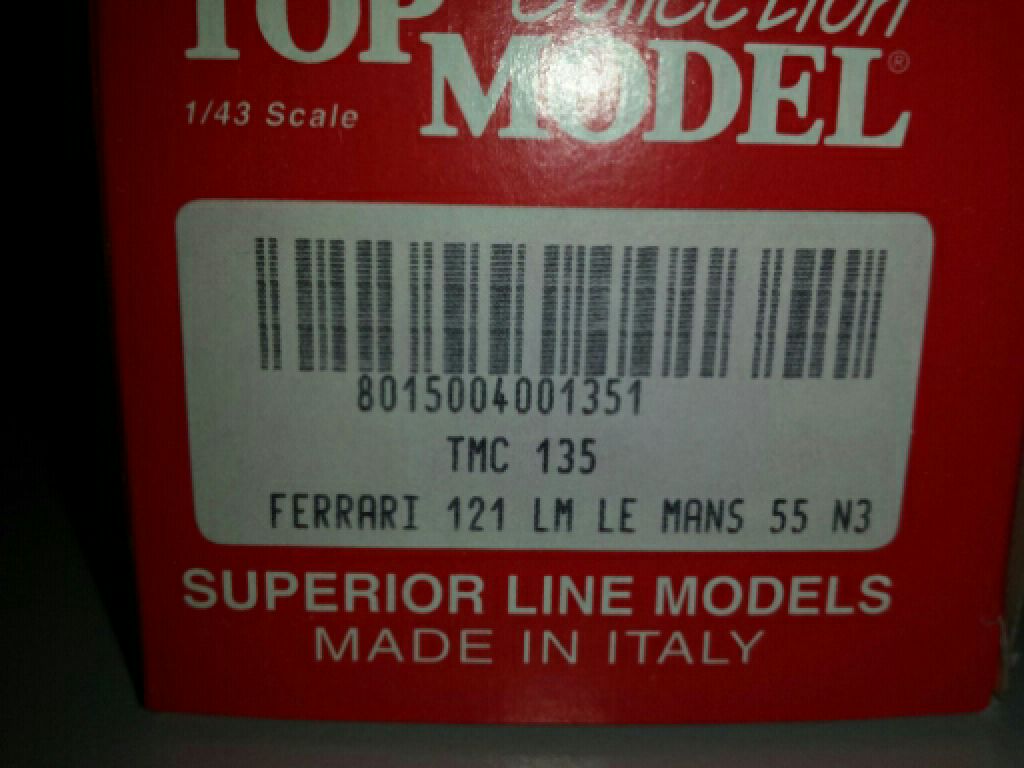 TOP Collection
MODEL®
1/43 Scale
8015004001351
TMC 135
FERRARI 121 LM LE MANS 55 N3
SUPERIOR LINE MODELS
MADE IN ITALY